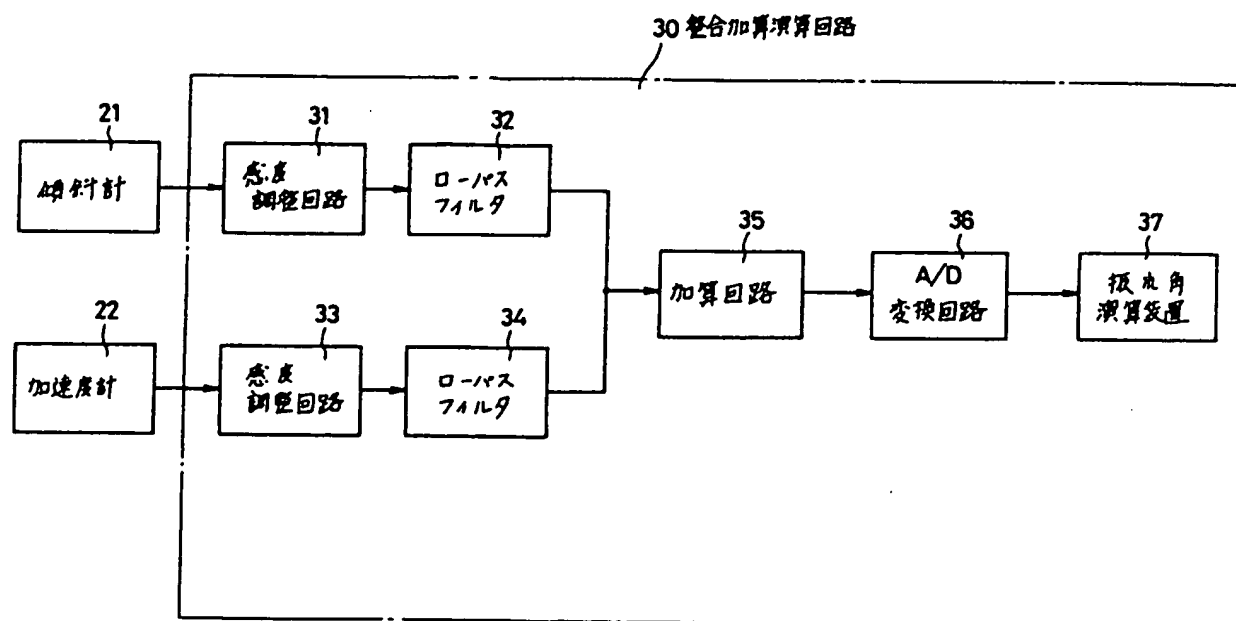 30 整合加算演算回路
21
傾斜計
31
感度
調整回路
32
ローパス
フィルタ
35
加算回路
36
A/D
変換回路
37
振れ角
演算装置
22
加速度計
33
感度
調整回路
34
ローパス
フィルタ